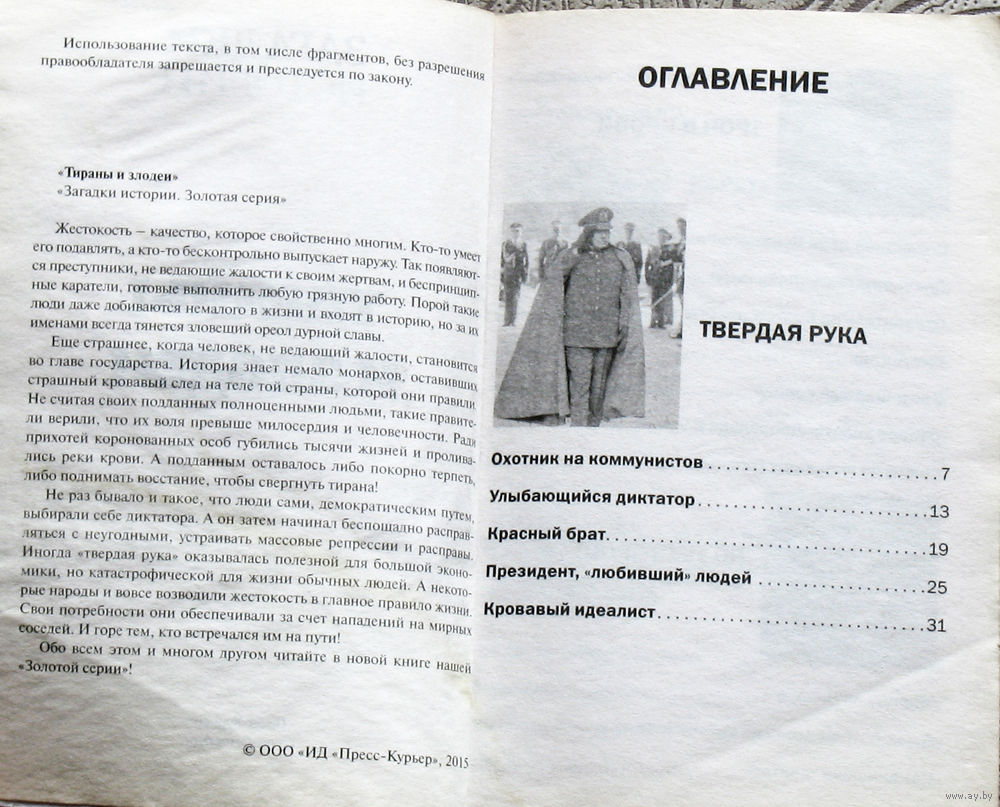 Использование текста, в том числе фрагментов, без разрешения
правообладателя запрещается и преследуется по закону.
«Тираны и злодеи»
«Загадки истории. Золотая серия»
Жестокость – качество, которое свойственно многим. Кто-то умеет
его подавлять, а кто-то бесконтрольно выпускает наружу. Так появляют-
ся преступники, не ведающие жалости к своим жертвам, и беспринцип-
ные каратели, готовые выполнить любую грязную работу. Порой такие
люди даже добиваются немалого в жизни и входят в историю, но за их
именами всегда тянется зловещий ореол дурной славы.
Еще страшнее, когда человек, не ведающий жалости, становится
во главе государства. История знает немало монархов, оставивших
страшный кровавый след на теле той страны, которой они правили.
Не считая своих подданных полноценными людьми, такие правите-
ли верили, что их воля превыше милосердия и человечности. Ради
прихотей коронованных особ губились тысячи жизней и пролива-
лись реки крови. А подданным оставалось либо покорно терпеть,
либо поднимать восстание, чтобы свергнуть тирана!
Не раз бывало и такое, что люди сами, демократическим путем,
выбирали себе диктатора. А он затем начинал беспощадно расправ-
ляться с неугодными, устраивать массовые репрессии и расправы.
Иногда «твердая рука» оказывалась полезной для большой эконо-
мики, но катастрофической для жизни обычных людей. А некото-
рые народы и вовсе возводили жестокость в главное правило жизни.
Свои потребности они обеспечивали за счет нападений на мирных
соседей. И горе тем, кто встречался им на пути!
Обо всем этом и многом другом читайте в новой книге нашей
«Золотой серии»!
© ООО «ИД «Пресс-Курьер», 2015
ОГЛАВЛЕНИЕ
ТВЕРДАЯ РУКА
Охотник на коммунистов . . . . . . . . . . . . . . . . . . . . . . . . 7
Улыбающийся диктатор . . . . . . . . . . . . . . . . . . . . . . . . 13
Красный брат. . . . . . . . . . . . . . . . . . . . . . . . . . . . . . . . . 19
Президент, «любивший» людей . . . . . . . . . . . . . . . . . . 25
Кровавый идеалист. . . . . . . . . . . . . . . . . . . . . . . . . . . . 31
www.ay.by